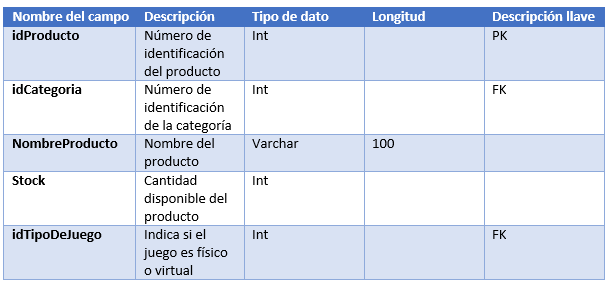 Nombre del campo Descripción Tipo de dato Longitud Descripción llave
idProducto Número de Int PK
identificación
del producto
idCategoria Número de Int FK
identificación
de la categoría
NombreProducto Nombre del Varchar 100
producto
Stock Cantidad Int
disponible del
producto
idTipoDeJuego Indica si el Int FK
juego es físico
o virtual